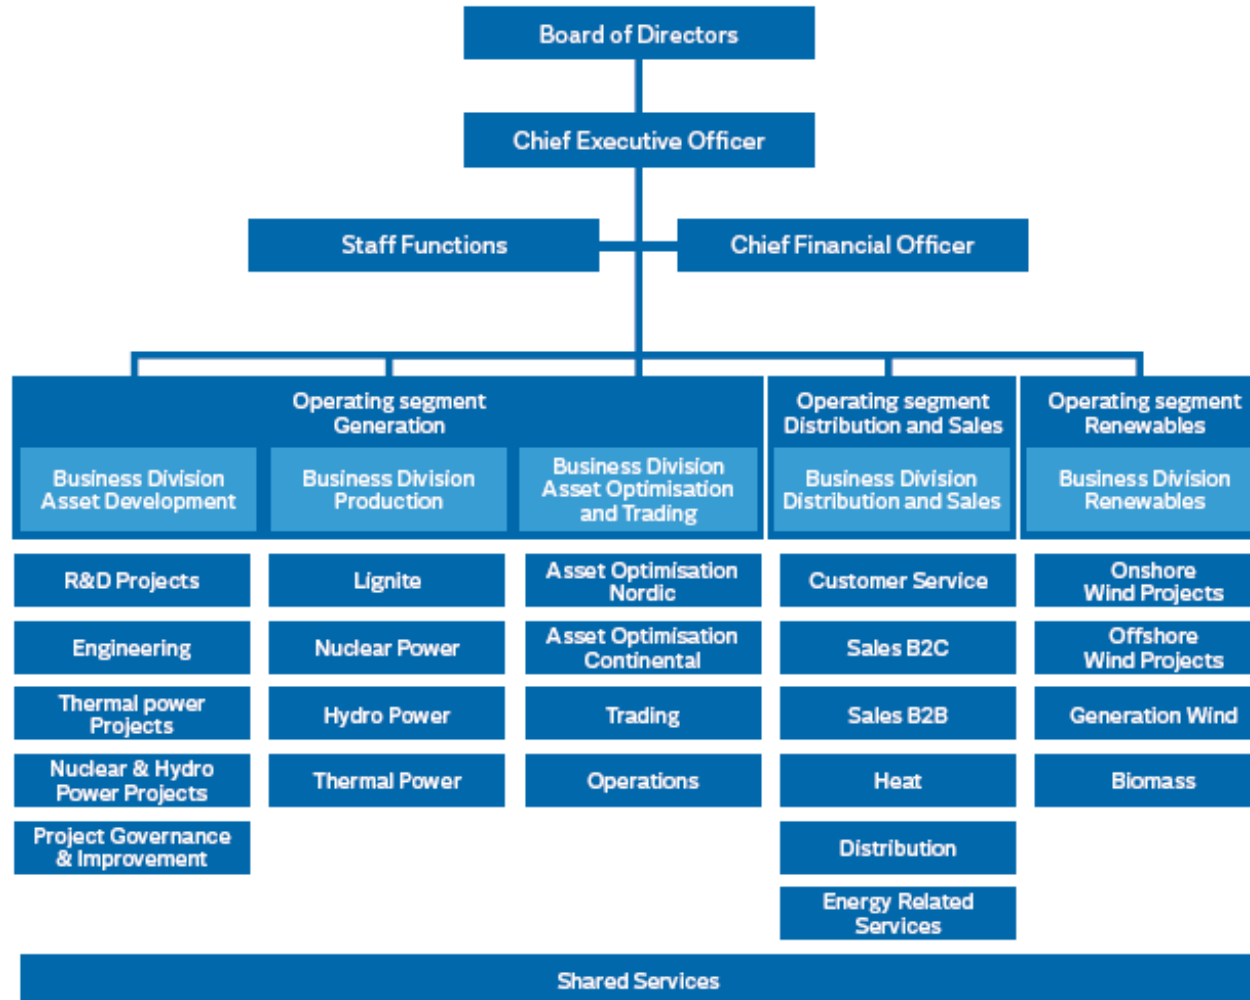 Board of Directors
Chief Executive Officer
Staff Functions
Chief Financial Officer
Operating segment
Generation
Operating segment
Distribution and Sales
Operating segment
Renewables
Business Division
Asset Development
Business Division
Production
Business Division
Asset Optimisation
and Trading
Business Division
Distribution and Sales
Business Division
Renewables
R&D Projects
Engineering
Thermal power
Projects
Nuclear & Hydro
Power Projects
Project Governance
& Improvement
Lignite
Nuclear Power
Hydro Power
Thermal Power
Asset Optimisation
Nordic
Asset Optimisation
Continental
Trading
Operations
Customer Service
Sales B2C
Sales B2B
Heat
Distribution
Energy Related
Services
Onshore
Wind Projects
Offshore
Wind Projects
Generation Wind
Biomass
Shared Services